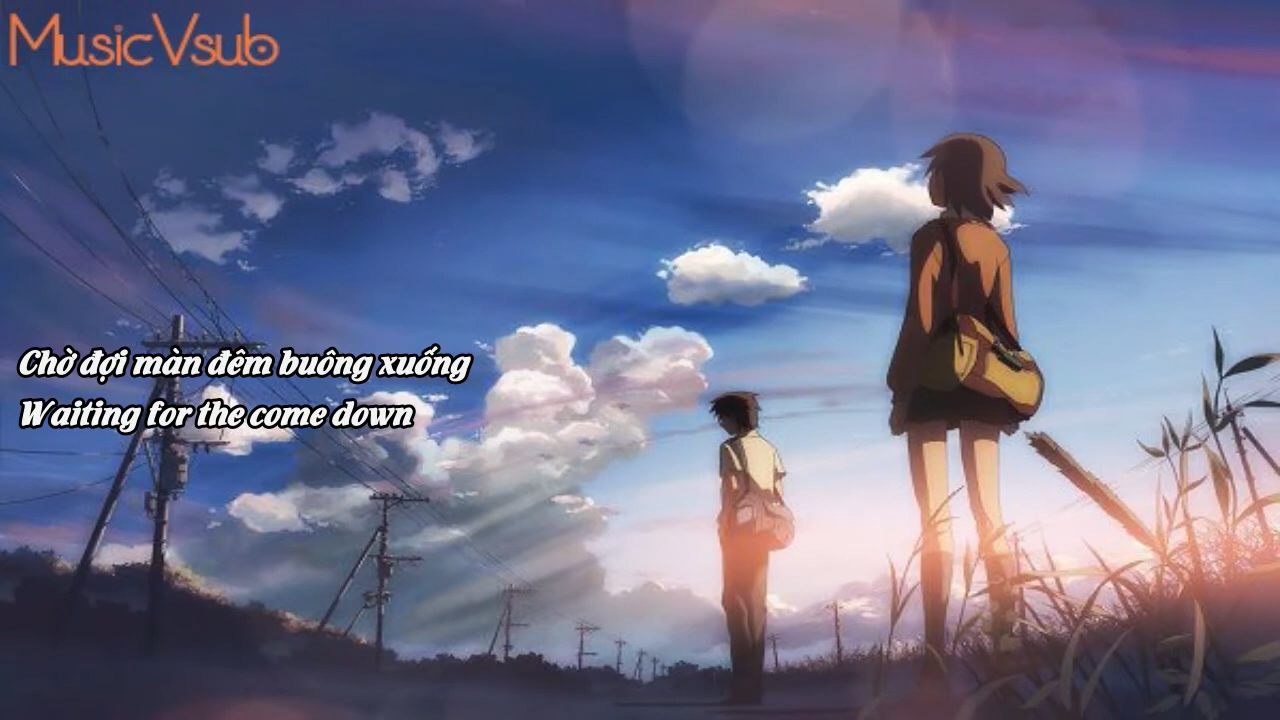 MusicVsub
Chờ đợi màn đêm buông xuống
Waiting for the come down